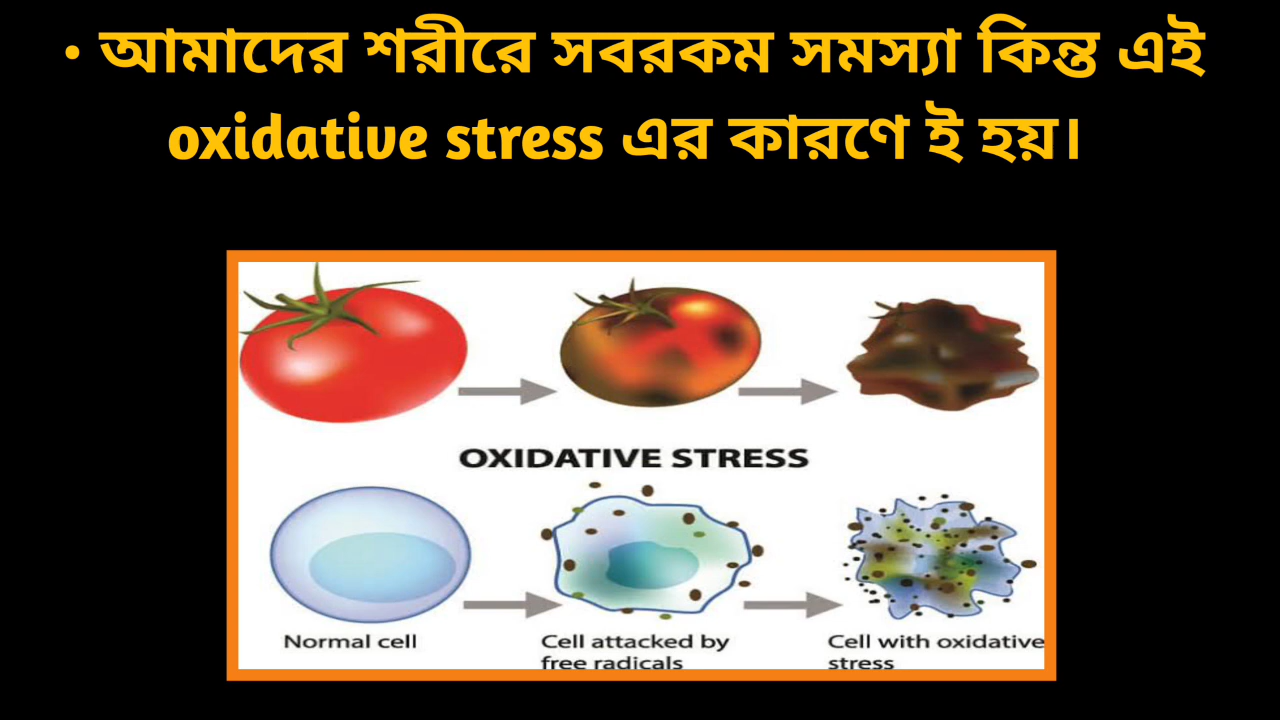 • আমাদের শরীরে সবরকম সমস্যা কিন্ত এই
oxidative stress এর কারণে ই হয়।
OXIDATIVE STRESS
Normal cell
Cell attacked by
free radicals
Cell with oxidative
stress